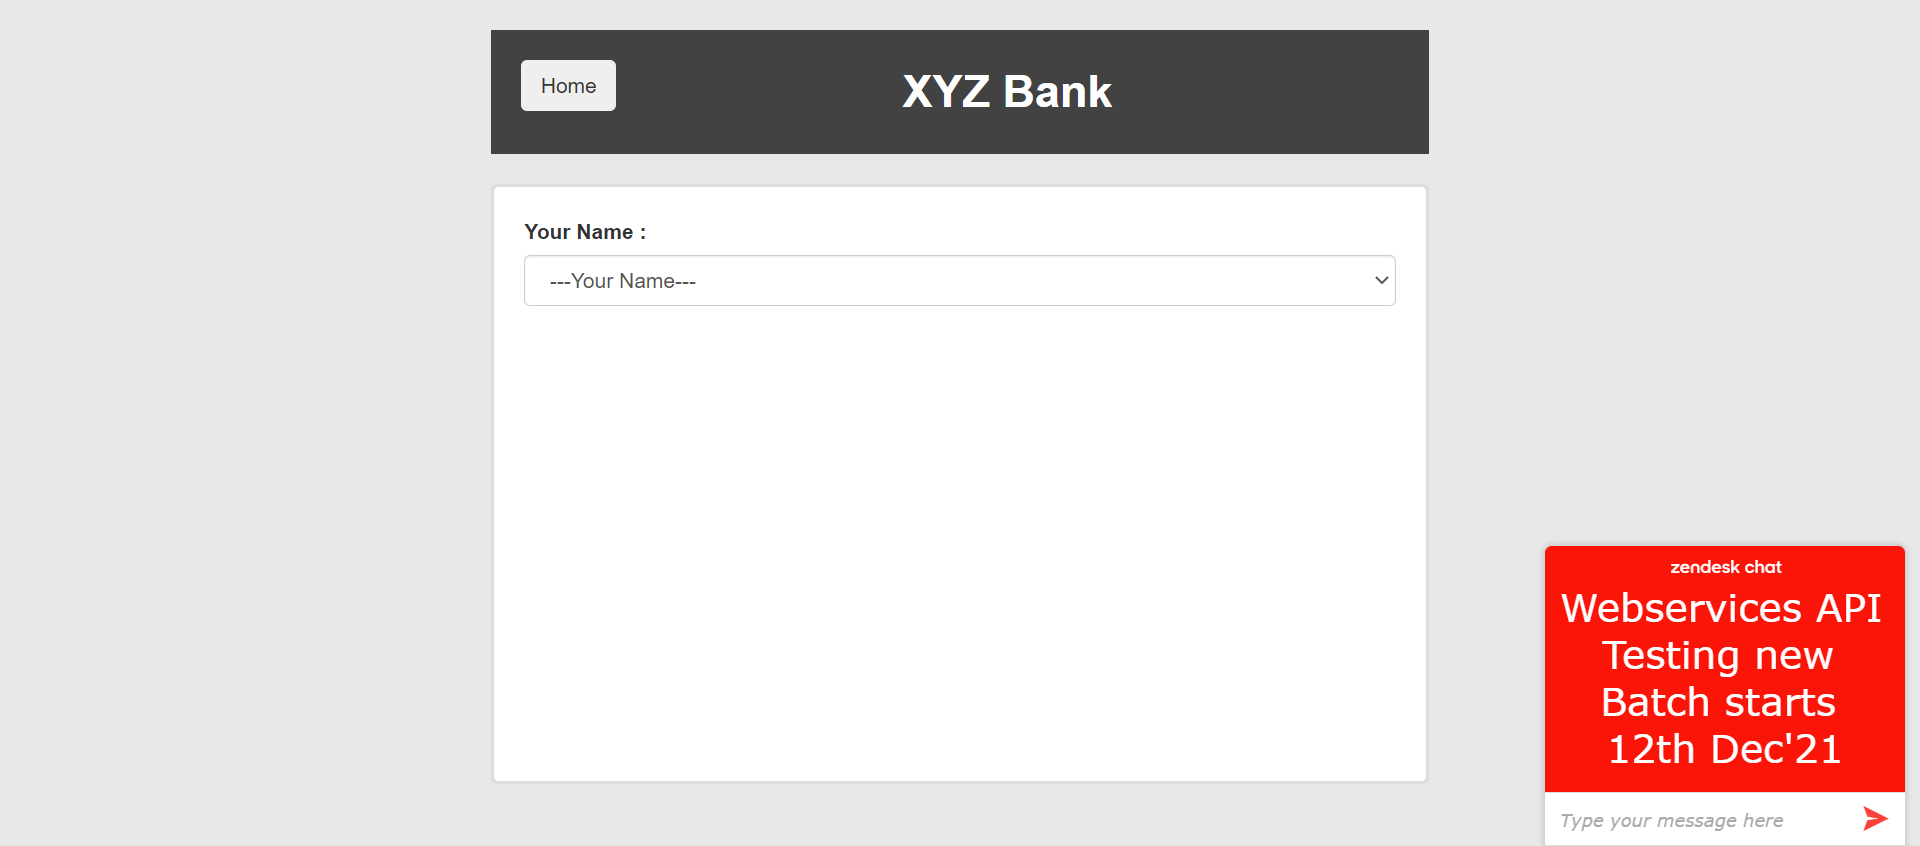 Home
XYZ Bank
Your Name :
---Your Name---
zendesk chat
Webservices API
Testing new
Batch starts
12th Dec'21
Type your message here